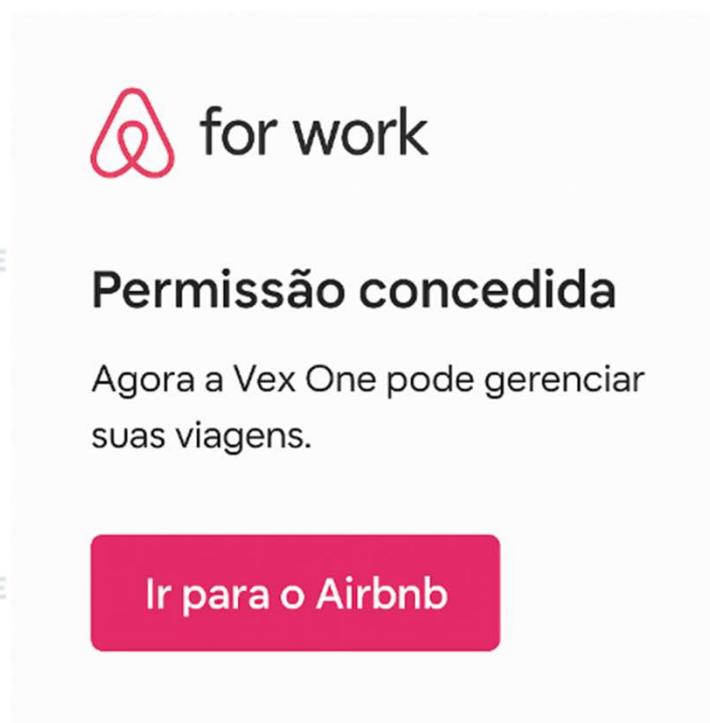 for work
Permissão concedida
Agora a Vex One pode gerenciar
suas viagens.
Ir para o Airbnb